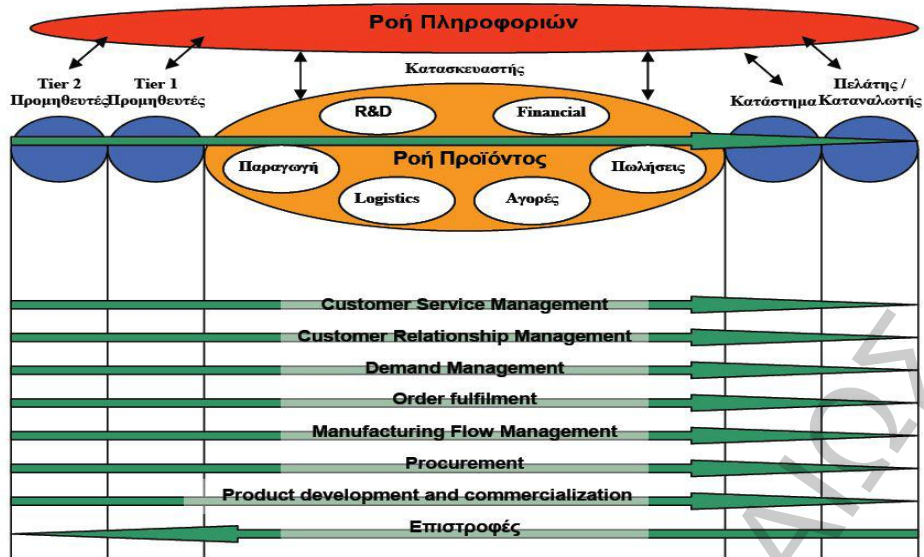 Ροή Πληροφοριών
Κατασκευαστής
Tier 2
Προμηθευτές
Tier 1
Προμηθευτές
Κατάστημα
Πελάτης /
Καταναλωτής
R&D
Financial
Ροή Προϊόντος
Παραγωγή
Πωλήσεις
Logistics
Αγορές
Customer Service Management
Customer Relationship Management
Demand Management
Order fulfilment
Manufacturing Flow Management
Procurement
Product development and commercialization
Επιστροφές